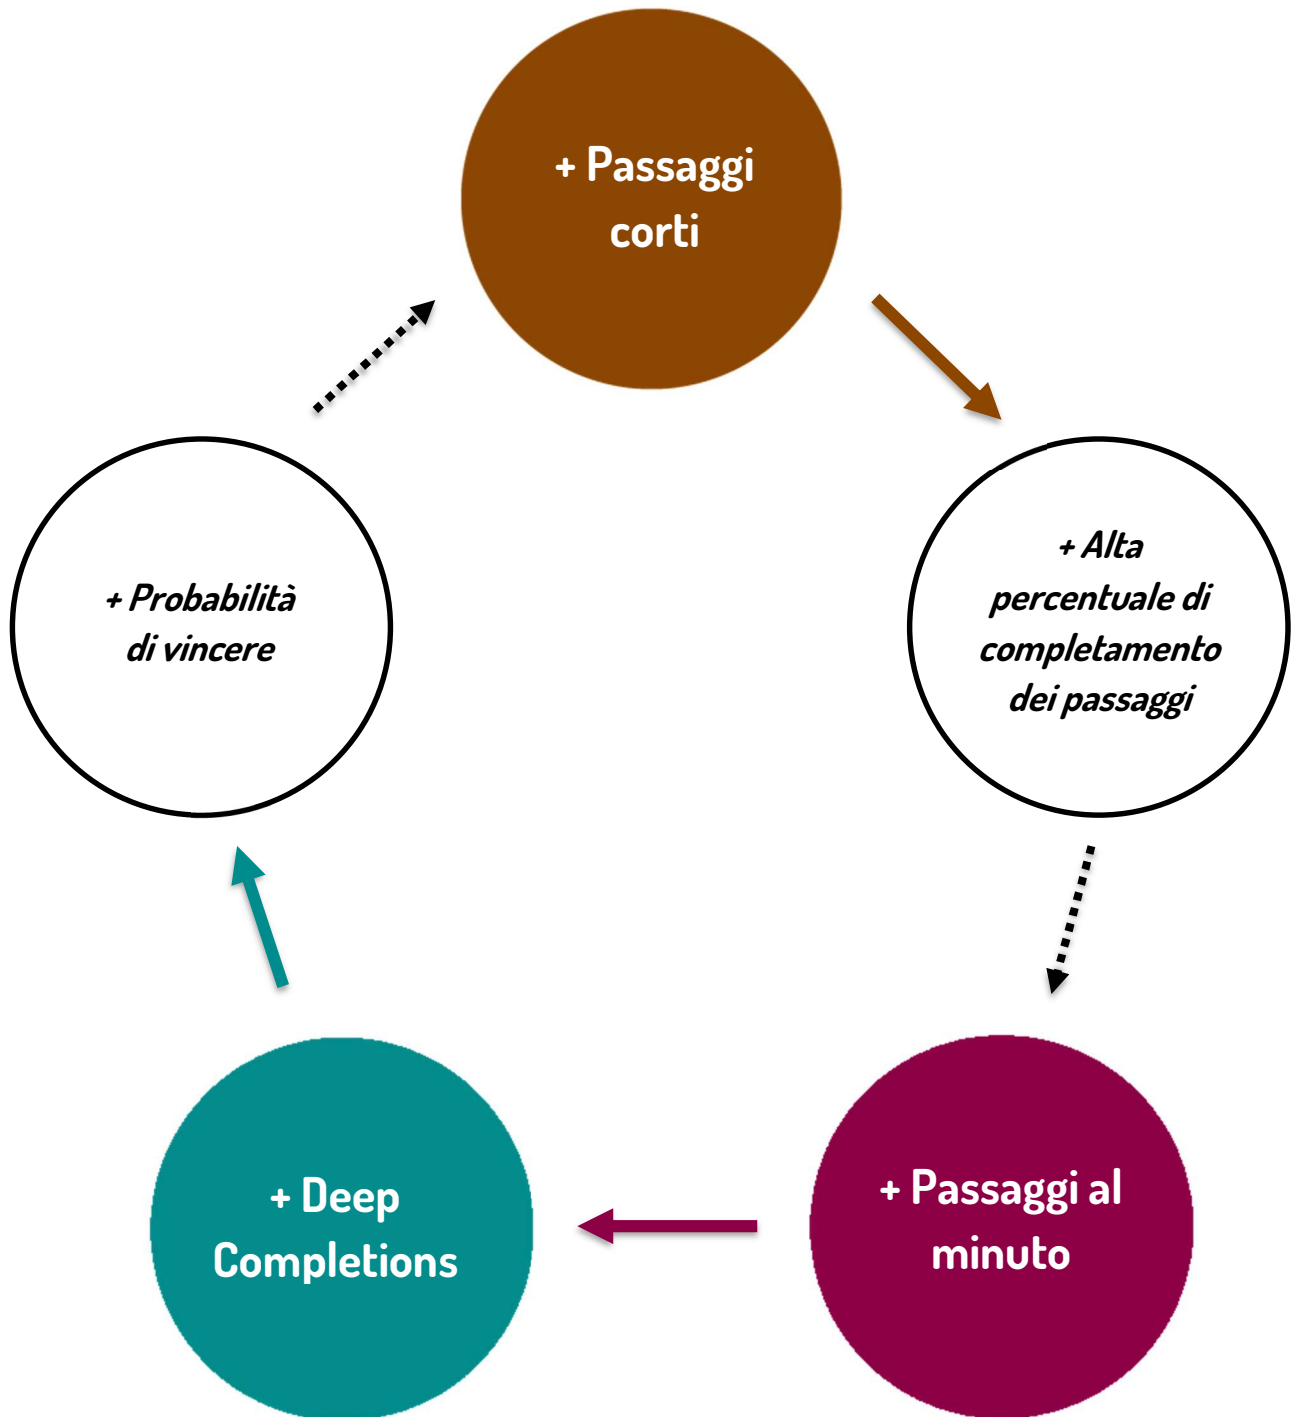 + Passaggi
corti
+ Probabilità
di vincere
+ Alta
percentuale di
completamento
dei passaggi
+ Deep
Completions
+ Passaggi al
minuto